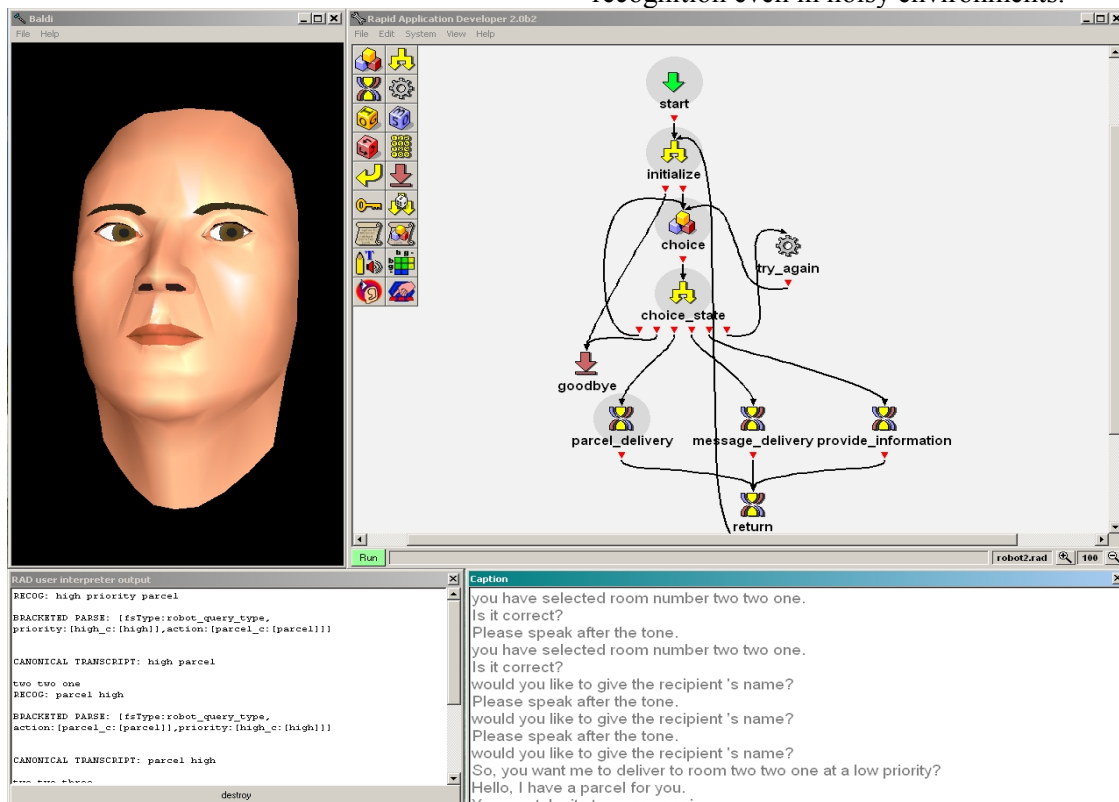 recognition even in noisy environments.
Baldi
File Help
Rapid Application Developer 2.0b2
File Edit System View Help
start
initialize
choice
try_again
choice_state
goodbye
parcel_delivery message_delivery provide_information
return
Run
robot2.rad
100
RAD user interpreter output
RECOG: high priority parcel
BRACKETED PARSE: [fsType:robot_query_type,
priority:[high_c:[high]],action:[parcel_c:[parcel]]]
CANONICAL TRANSCRIPT: high parcel
two two one
RECOG: parcel high
BRACKETED PARSE: [fsType:robot_query_type,
action:[parcel_c:[parcel]],priority:[high_c:[high]]]
CANONICAL TRANSCRIPT: parcel high
two two three
destroy
Caption
you have selected room number two two one.
Is it correct?
Please speak after the tone.
you have selected room number two two one.
Is it correct?
would you like to give the recipient 's name?
Please speak after the tone.
would you like to give the recipient 's name?
Please speak after the tone.
would you like to give the recipient 's name?
So, you want me to deliver to room two two one at a low priority?
Hello, I have a parcel for you.